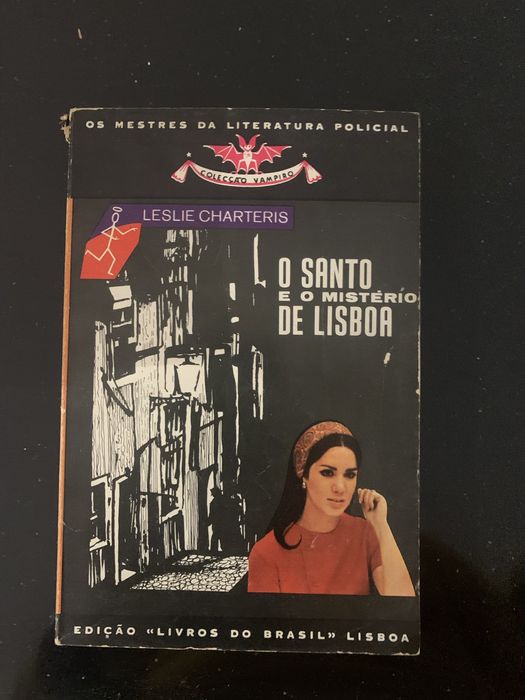 OS MESTRES DA LITERATURA POLICIAL
COLECÇÃO VAMPIRO
LESLIE CHARTERIS
O SANTO
E O MISTÉRIO
DE LISBOA
EDIÇÃO «LIVROS DO BRASIL» LISBOA